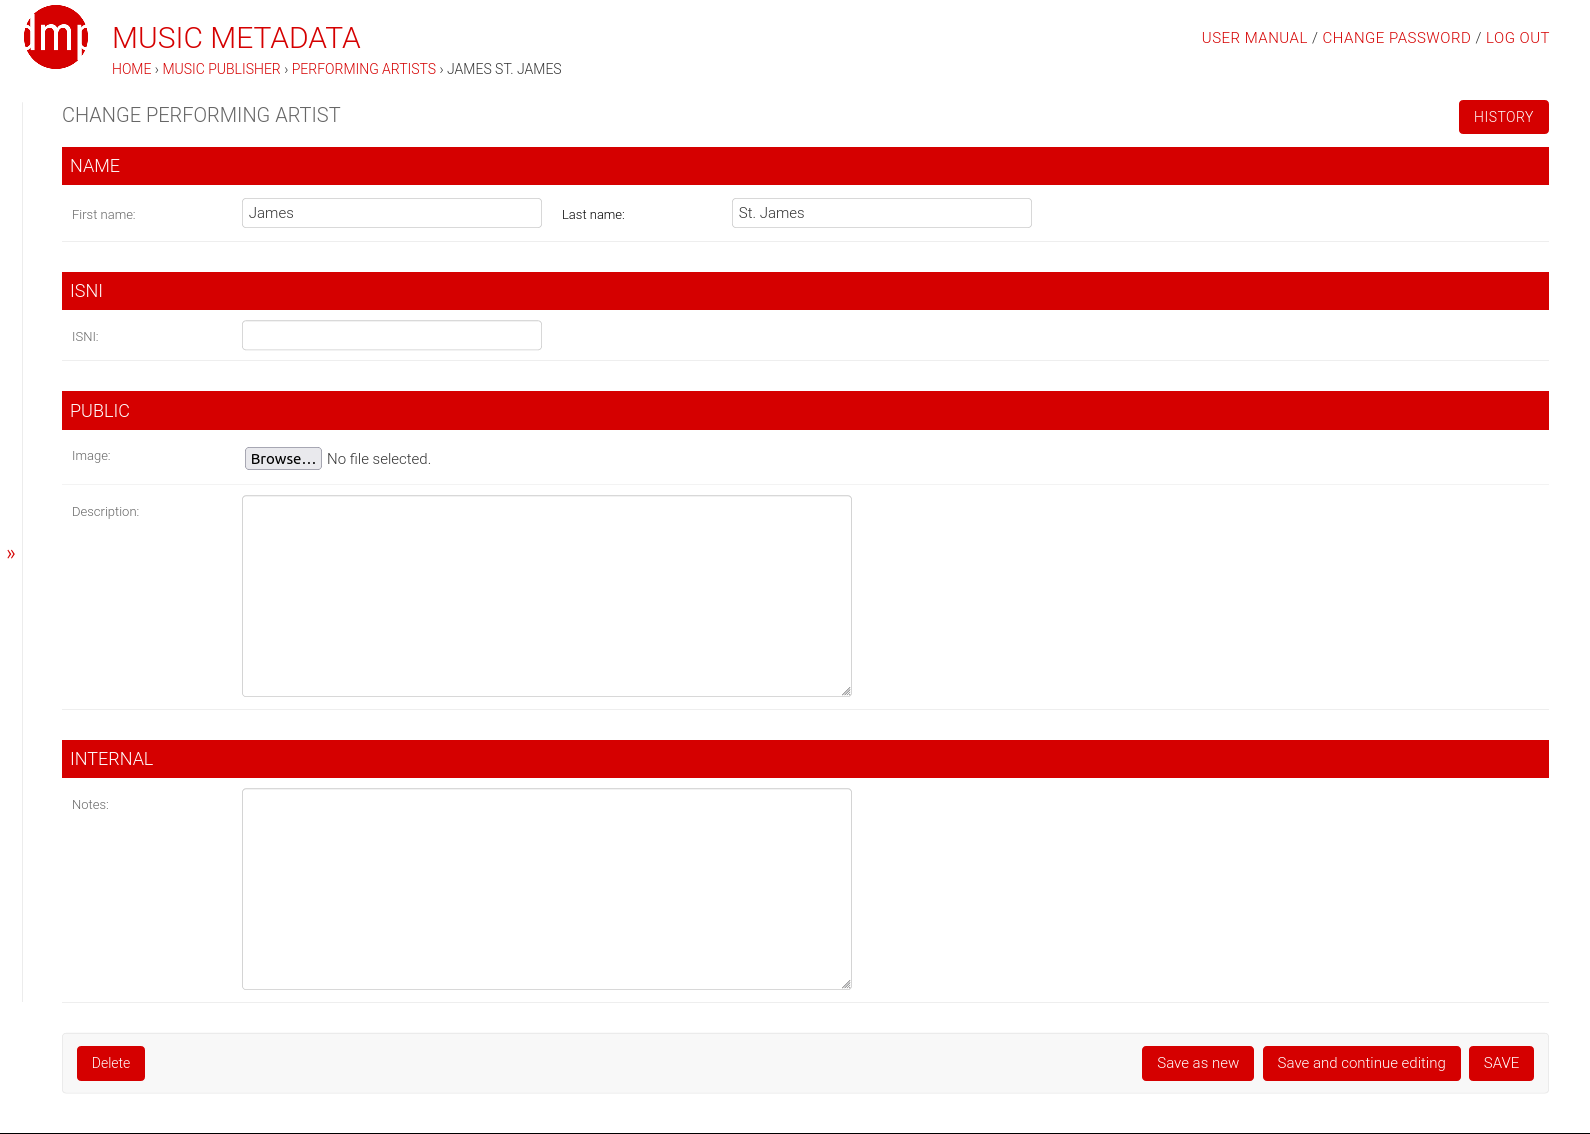 dmp
MUSIC METADATA
USER MANUAL / CHANGE PASSWORD / LOG OUT
HOME › MUSIC PUBLISHER › PERFORMING ARTISTS › JAMES ST. JAMES
CHANGE PERFORMING ARTIST
HISTORY
NAME
First name: James Last name: St. James
ISNI
ISNI:
PUBLIC
Image: Browse... No file selected.
Description:
»
INTERNAL
Notes:
Delete Save as new Save and continue editing SAVE